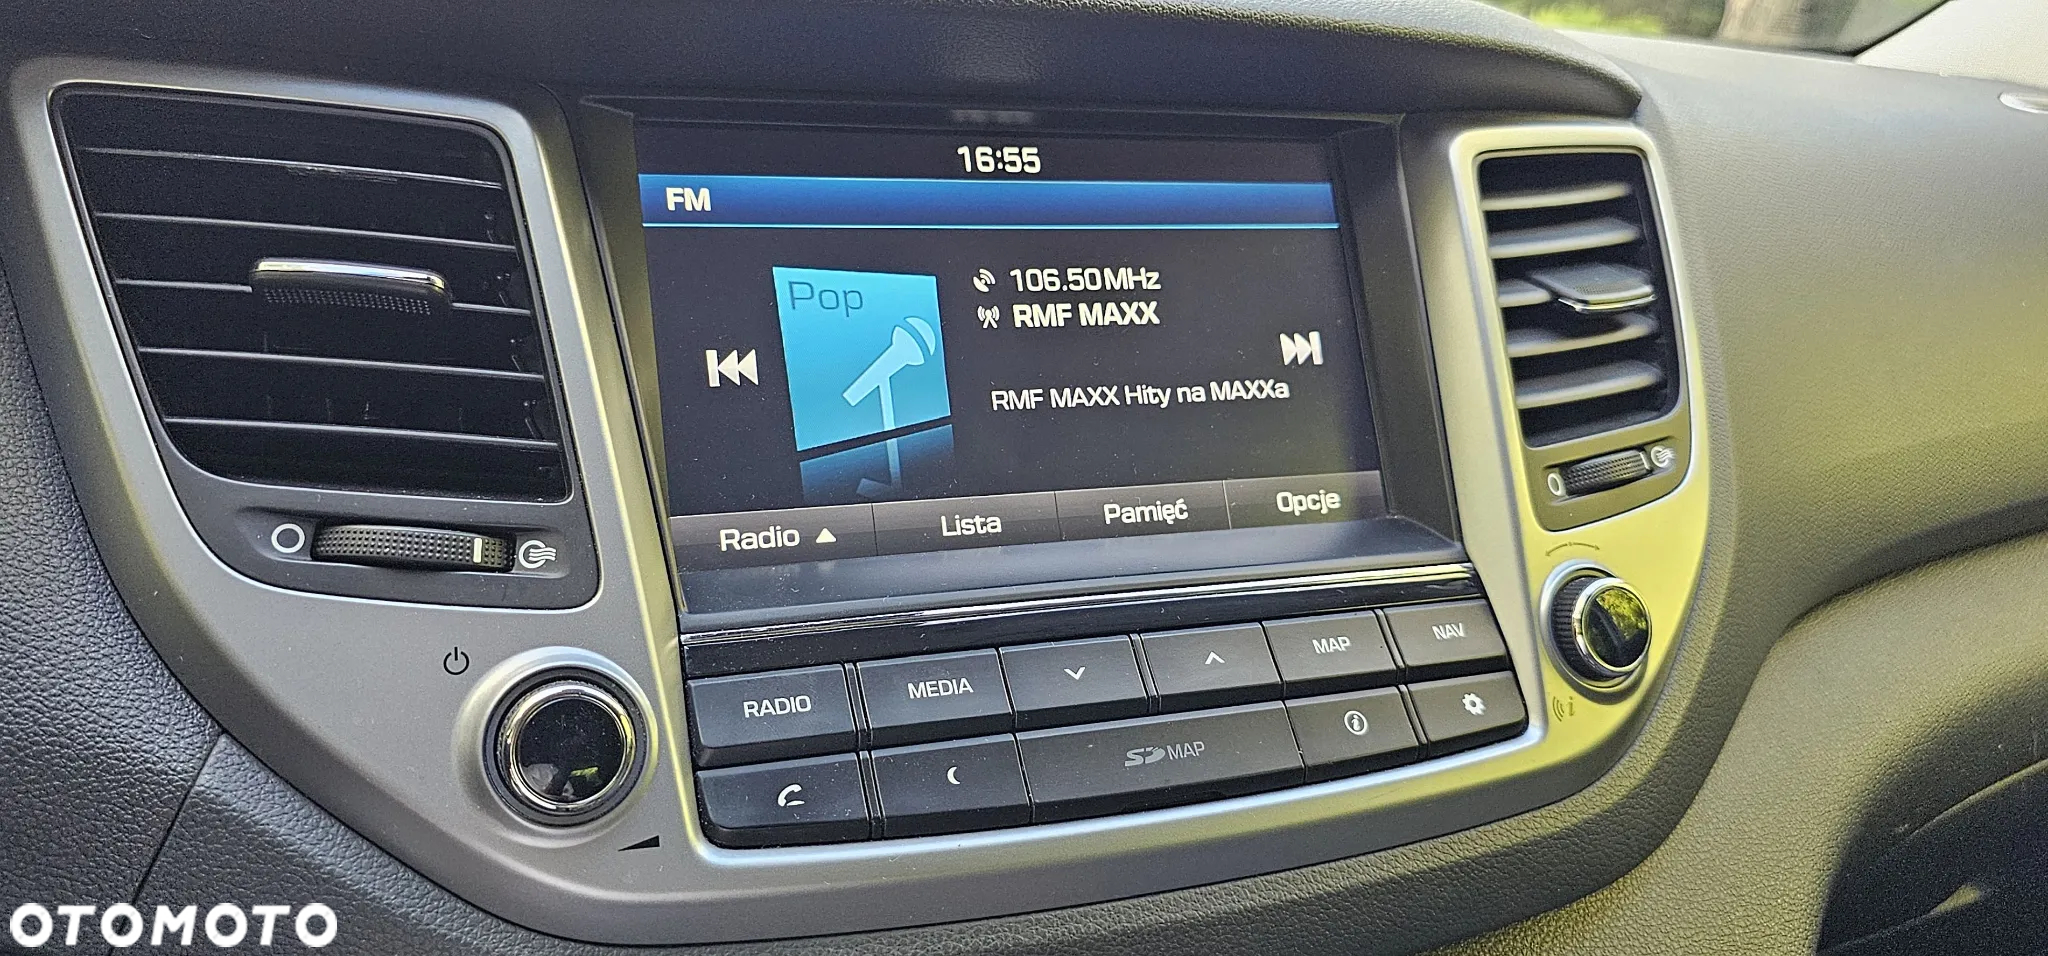 16:55
FM
Pop
106.50MHz
RMF MAXX
RMF MAXX Hity na MAXXa
Radio Lista Pamięć Opcje
RADIO MEDIA MAP NAV
SD MAP
OTOMOTO